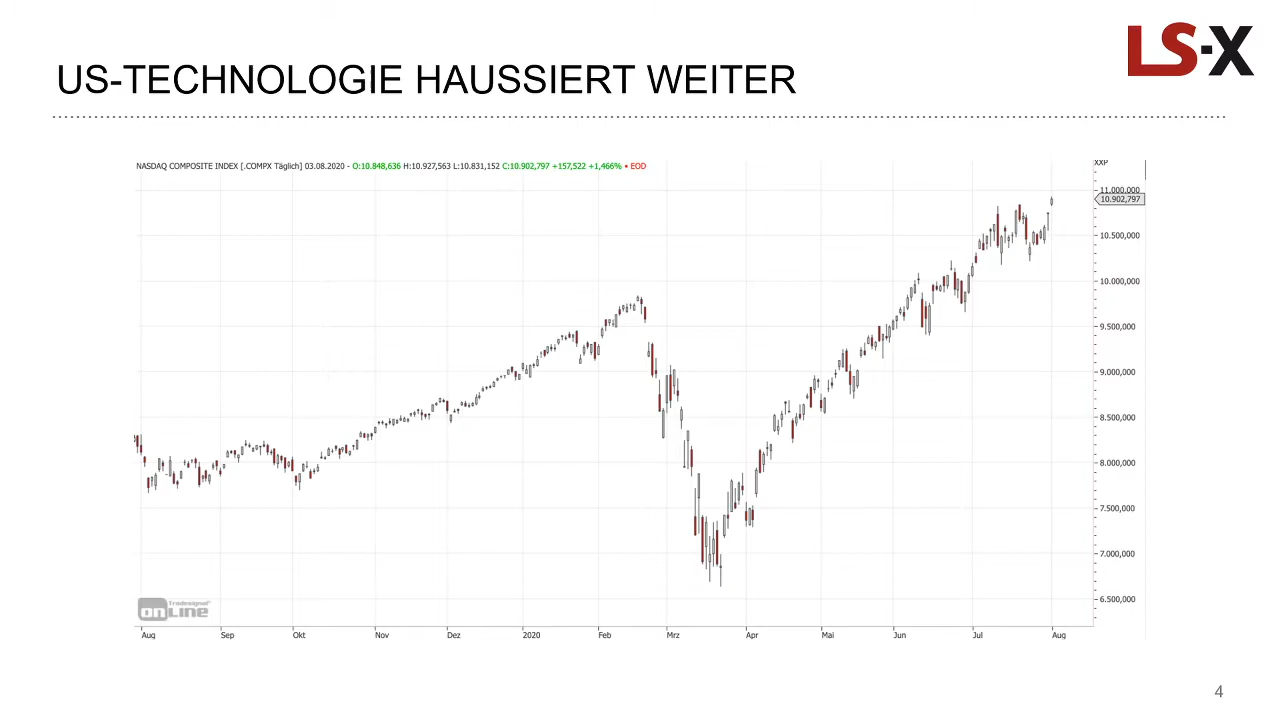 LS-X
US-TECHNOLOGIE HAUSSIERT WEITER
NASDAQ COMPOSITE INDEX [.COMPX Täglich] 03.08.2020 - O:10.848,636 H:10.927,563 L:10.831,152 C:10.902,797 +157,522 +1,466% • EOD
XXP
11.000,000
10.902,797
10.500,000
10.000,000
9.500,000
9.000,000
8.500,000
8.000,000
7.500,000
7.000,000
6.500,000
Tradesignal®
onLine
Aug Sep Okt Nov Dez 2020 Feb Mrz Apr Mai Jun Jul Aug
4